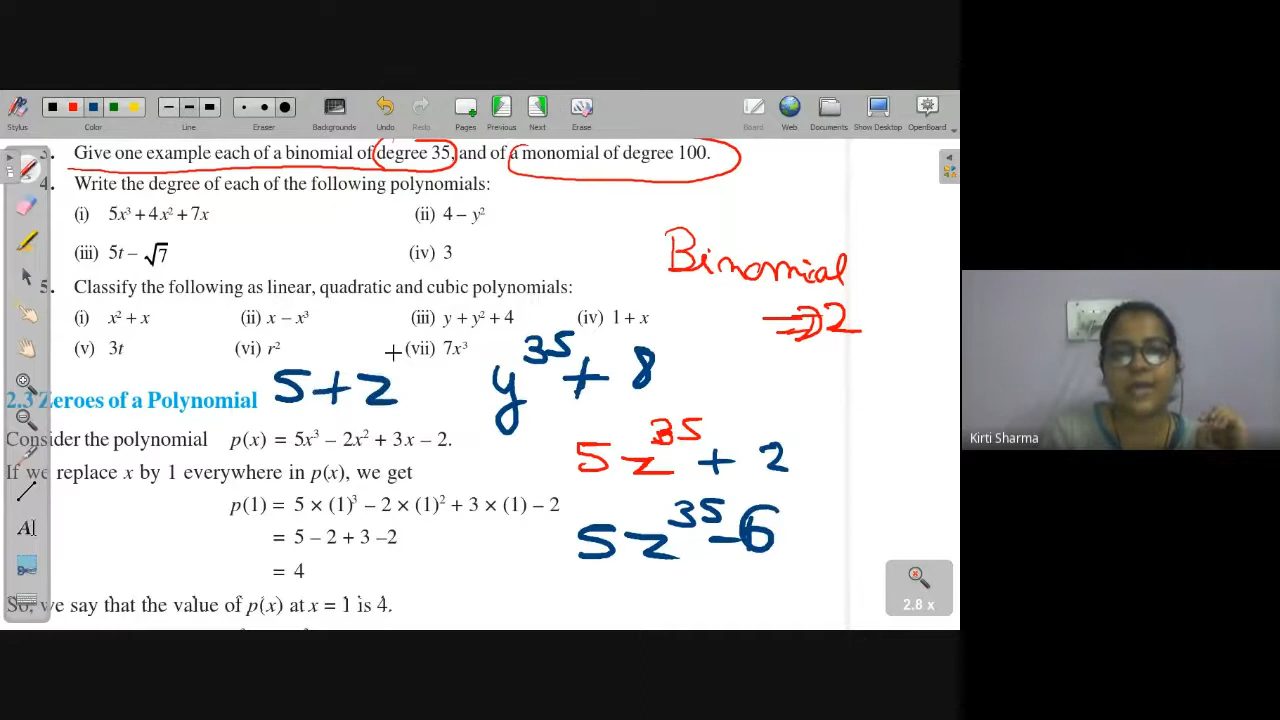 Stylus Color Line Eraser Backgrounds Undo Redo Pages Previous Next Erase Board Web Documents Show Desktop OpenBoard
3. Give one example each of a binomial of degree 35, and of a monomial of degree 100.
4. Write the degree of each of the following polynomials:
(i) 5x³ + 4x² + 7x (ii) 4 – y²
(iii) 5t – √7 (iv) 3
Binomial
⇒ 2
5. Classify the following as linear, quadratic and cubic polynomials:
(i) x² + x (ii) x – x³ (iii) y + y² + 4 (iv) 1 + x
(v) 3t (vi) r² (vii) 7x³
5+2 y³⁵ + 8
2.3 Zeroes of a Polynomial
Consider the polynomial p(x) = 5x³ – 2x² + 3x – 2.
5z³⁵ + 2
If we replace x by 1 everywhere in p(x), we get
p(1) = 5 × (1)³ – 2 × (1)² + 3 × (1) – 2
5z³⁵ - 6
= 5 – 2 + 3 –2
= 4
So, we say that the value of p(x) at x = 1 is 4.
2.8 x
Kirti Sharma